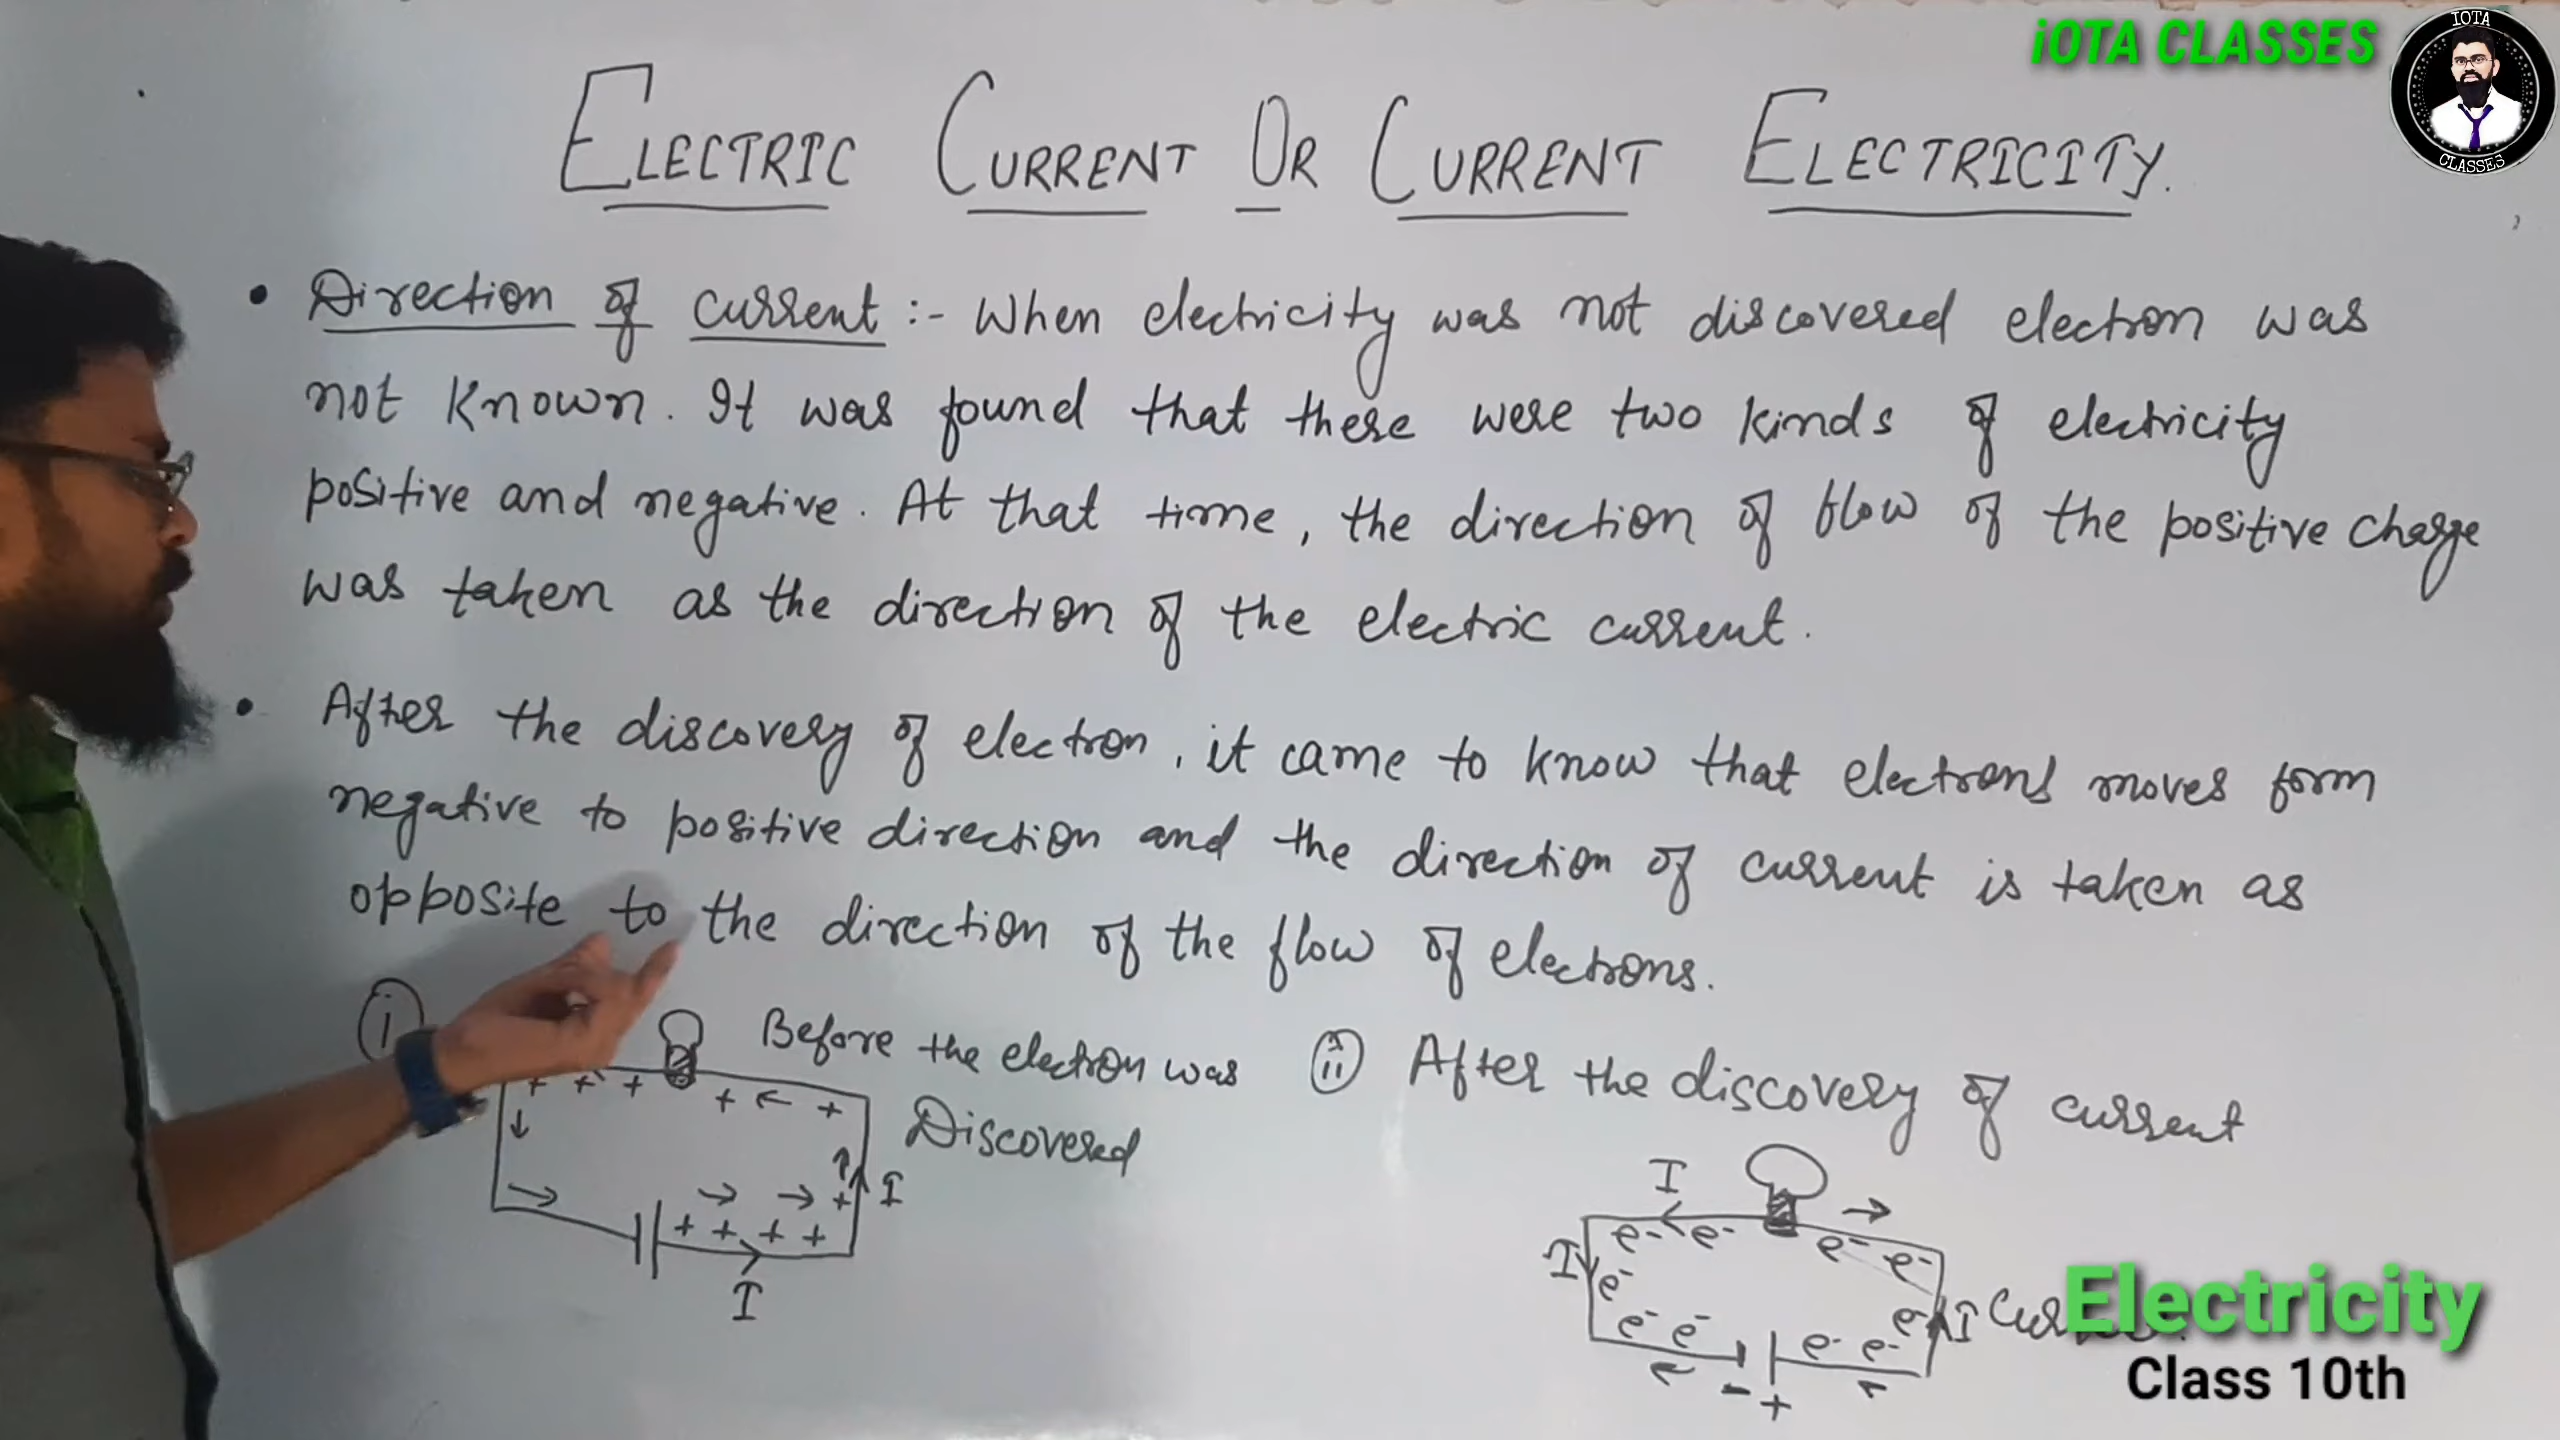 iOTA CLASSES
IOTA
CLASSES
ELECTRIC CURRENT OR CURRENT ELECTRICITY.
• Direction of current :- When electricity was not discovered electron was
not known. It was found that there were two kinds of electricity
positive and negative. At that time, the direction of flow of the positive charge
was taken as the direction of the electric current.
• After the discovery of electron, it came to know that electrons moves form
negative to positive direction and the direction of current is taken as
opposite to the direction of the flow of electrons.
i Before the electron was
Discovered
+ + + + ← +
↓ ↑ + I
→ → →
+ + + +
I
ii After the discovery of current
I →
e- e- e- e-
I e- e- I
e- e- e- e-
← ←
- +
Electricity
Class 10th